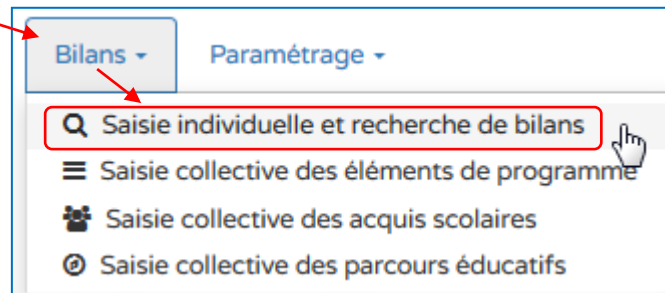 Bilans Paramétrage
Saisie individuelle et recherche de bilans
Saisie collective des éléments de programme
Saisie collective des acquis scolaires
Saisie collective des parcours éducatifs